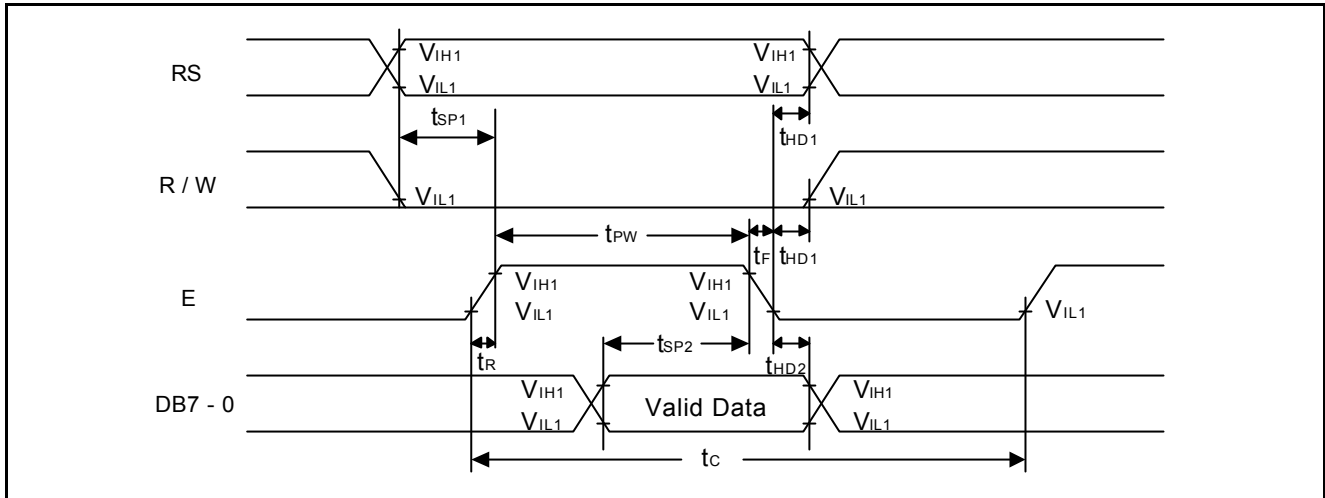 RS
VIH1
VIH1
VIL1
VIL1
tSP1
tHD1
R / W
VIL1
VIL1
tPW
tF
tHD1
E
VIH1
VIH1
VIL1
VIL1
VIL1
tR
tSP2
tHD2
DB7 - 0
VIH1
VIH1
Valid Data
VIL1
VIL1
tC